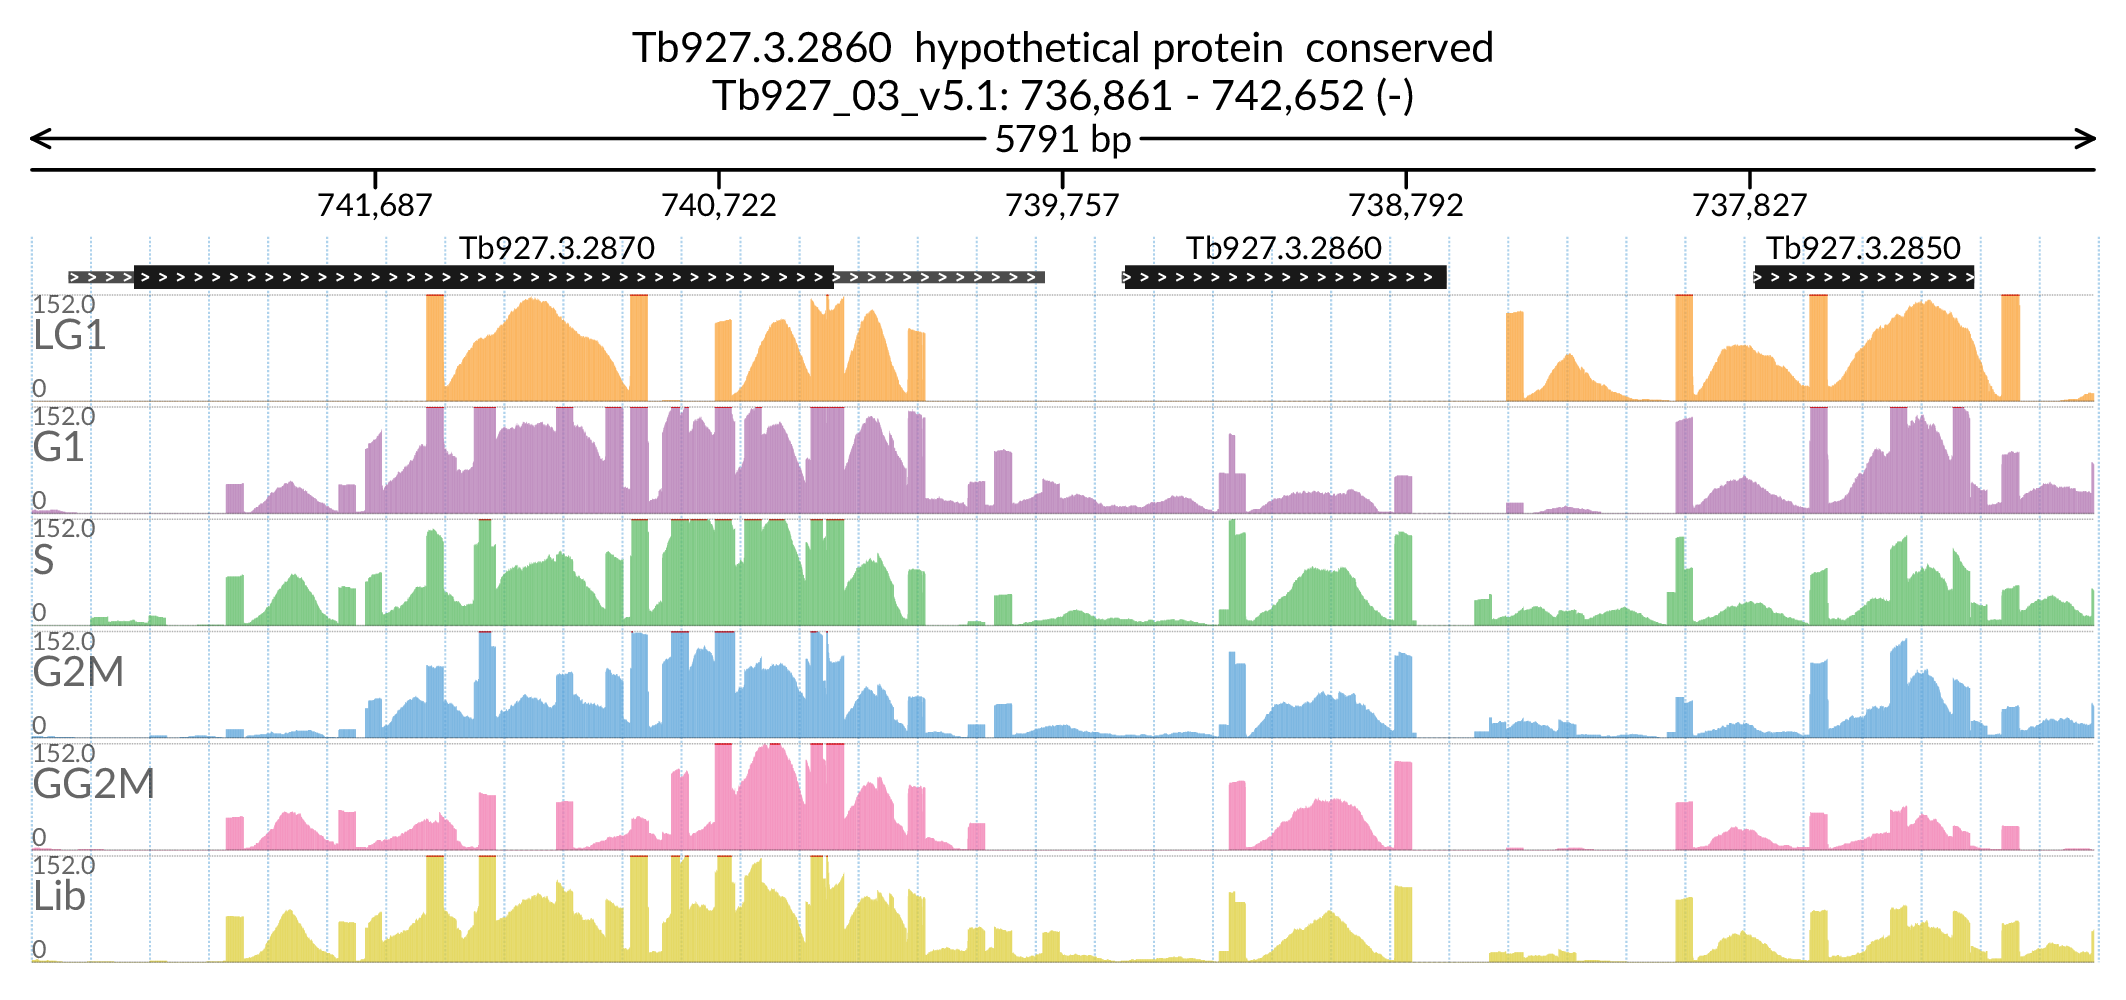 Tb927.3.2860  hypothetical protein  conserved
Tb927_03_v5.1: 736,861 - 742,652 (-)
5791 bp
741,687 740,722 739,757 738,792 737,827
Tb927.3.2870 Tb927.3.2860 Tb927.3.2850
152.0
LG1
0
152.0
G1
0
152.0
S
0
152.0
G2M
0
152.0
GG2M
0
152.0
Lib
0